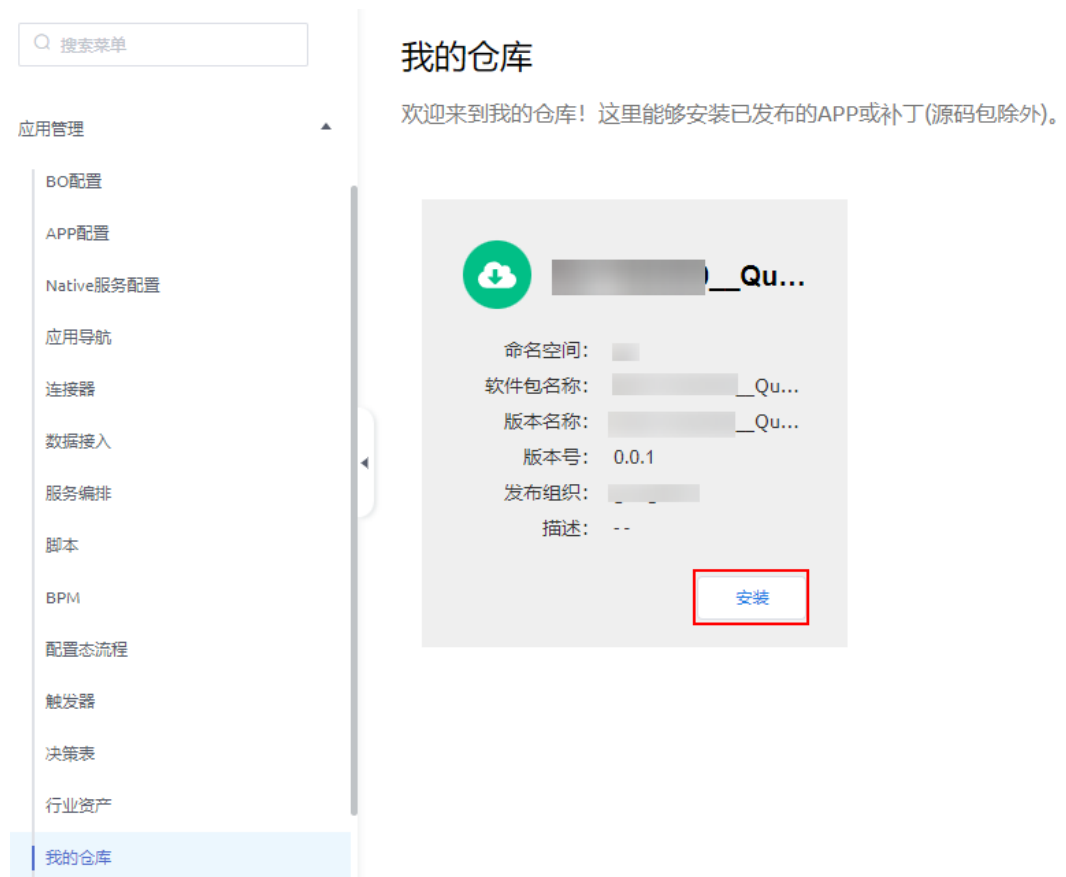 搜索菜单
应用管理
BO配置
APP配置
Native服务配置
应用导航
连接器
数据接入
服务编排
脚本
BPM
配置态流程
触发器
决策表
行业资产
我的仓库
我的仓库
欢迎来到我的仓库！这里能够安装已发布的APP或补丁(源码包除外)。
__Qu...
命名空间：
软件包名称： __Qu...
版本名称： __Qu...
版本号： 0.0.1
发布组织：
描述： - -
安装